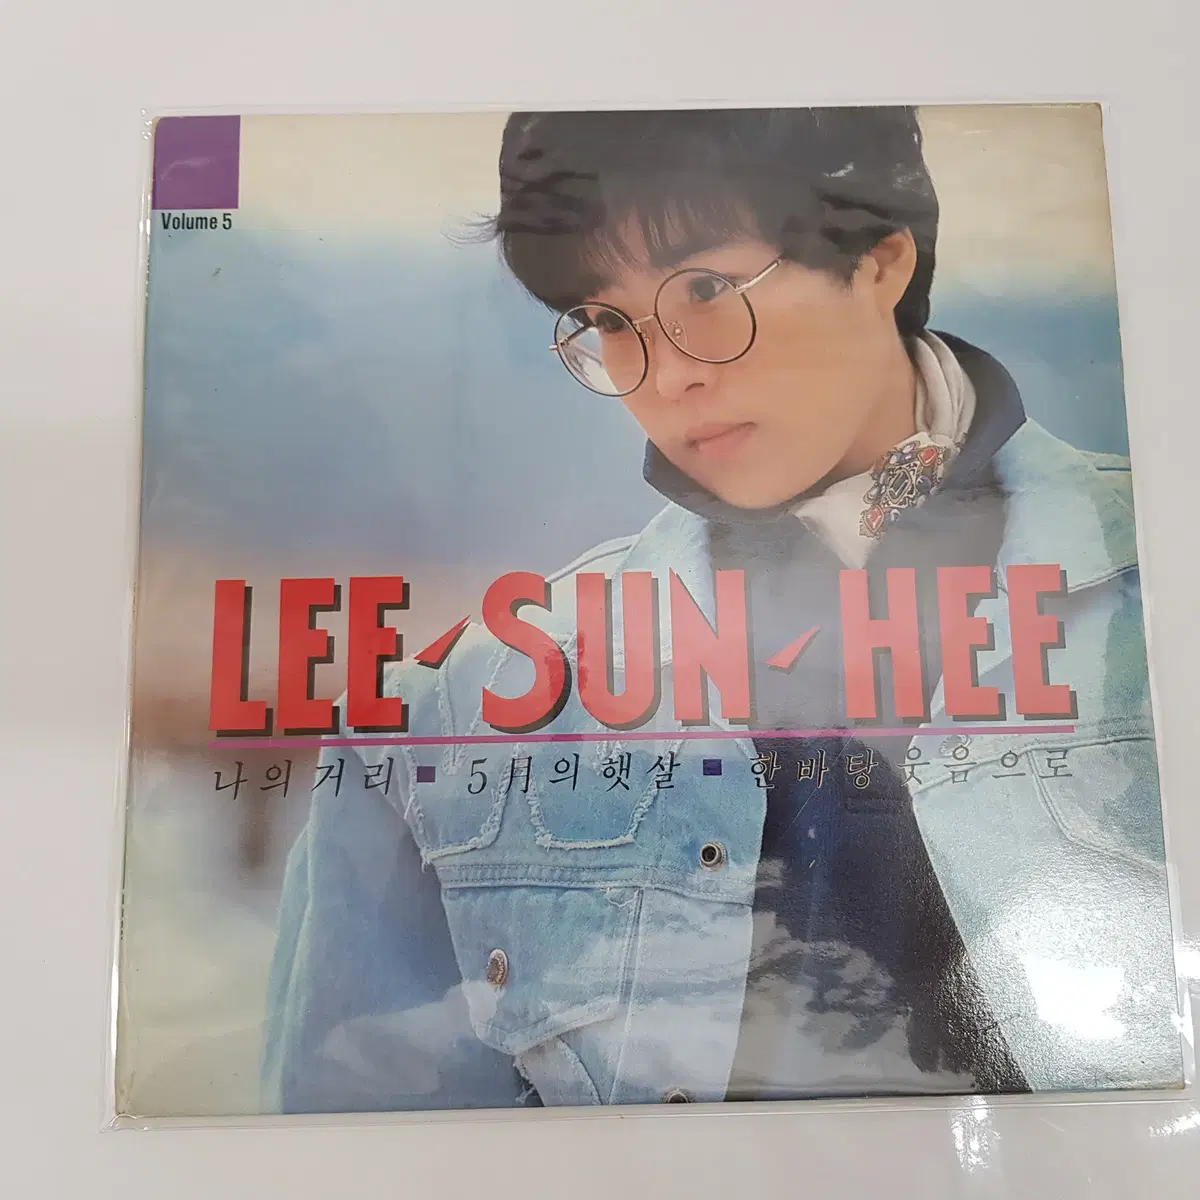 Volume 5
LEE SUN HEE
나의 거리 ■ 5月의 햇살 ■ 한바탕 웃음으로